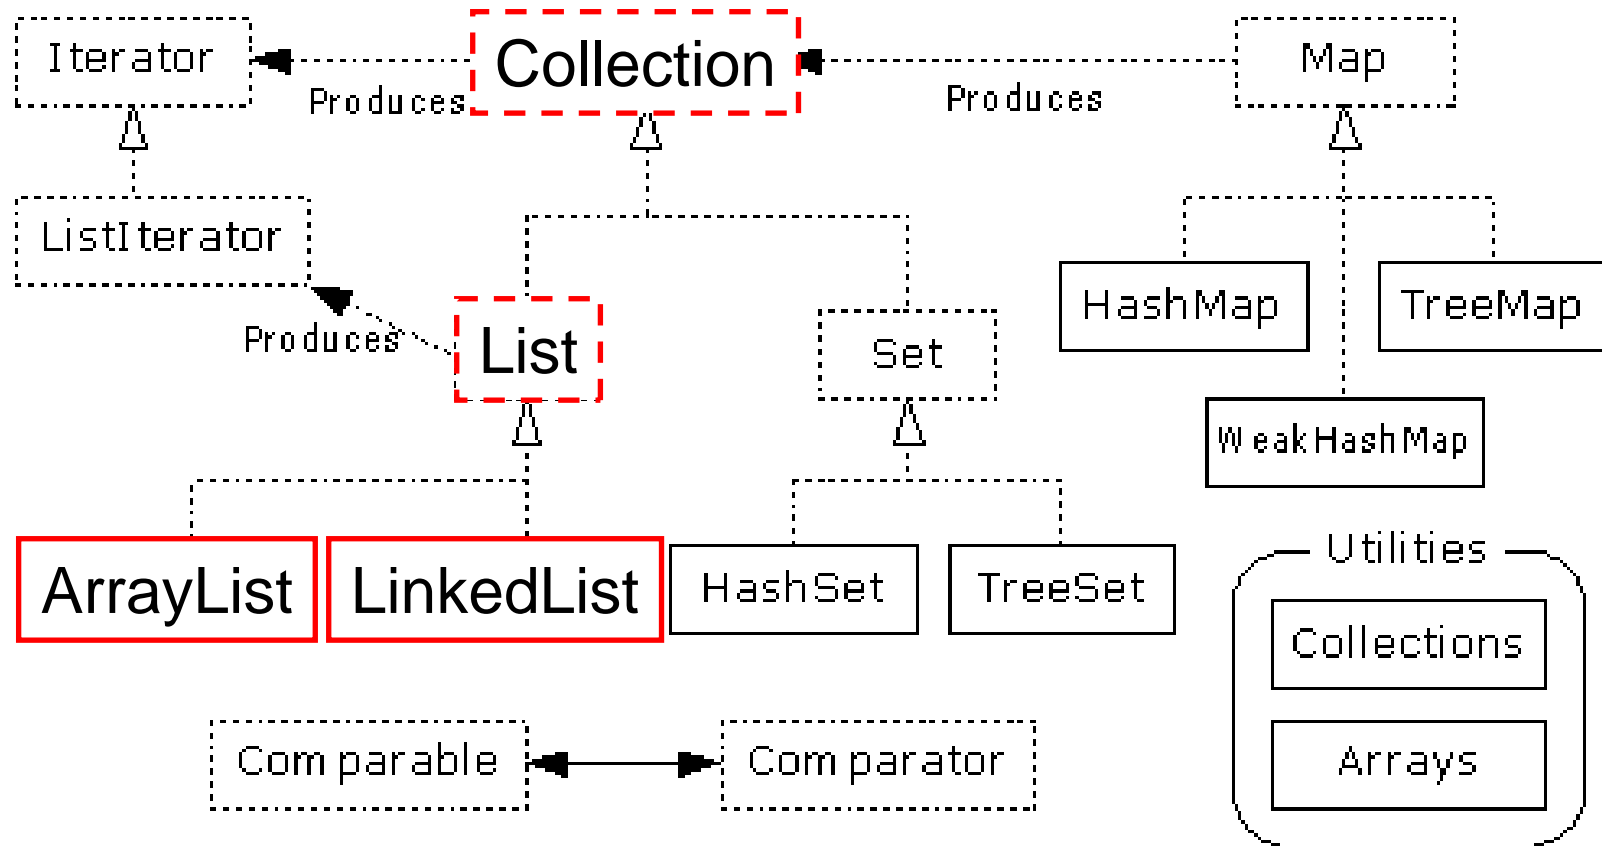 Iterator
Collection
Map
Produces
Produces
ListIterator
HashMap
TreeMap
Produces
List
Set
WeakHashMap
Utilities
ArrayList
LinkedList
HashSet
TreeSet
Collections
Comparable
Comparator
Arrays